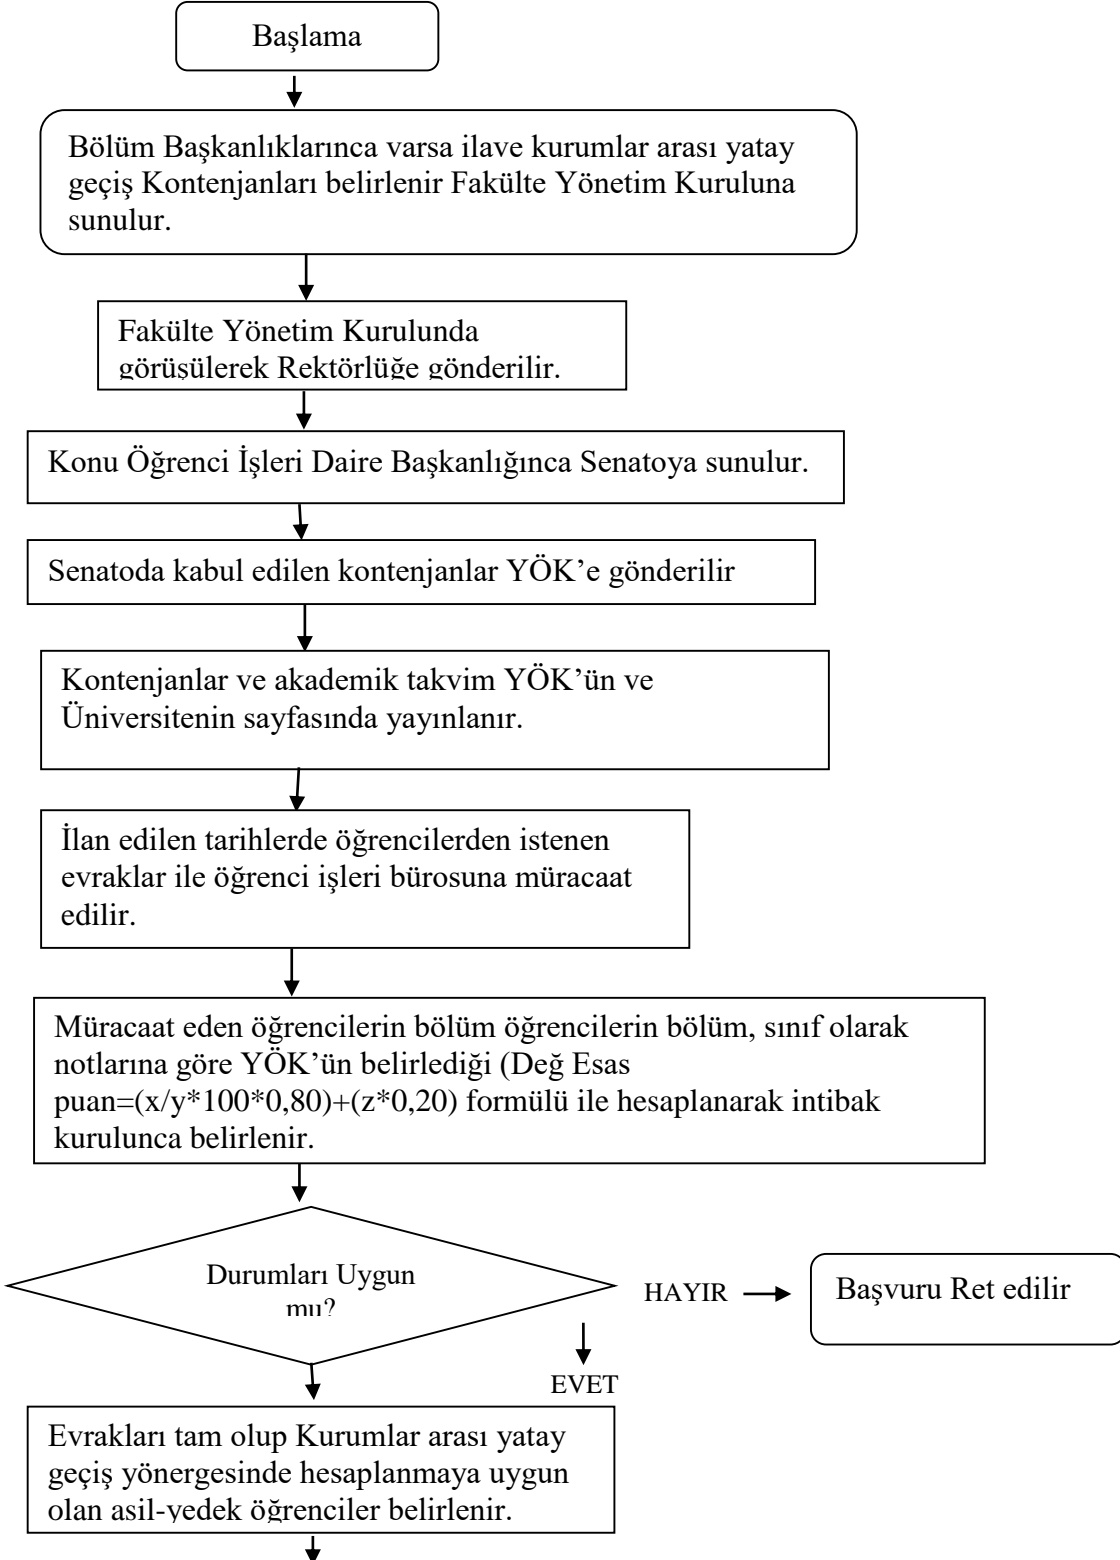 Başlama
Bölüm Başkanlıklarınca varsa ilave kurumlar arası yatay
geçiş Kontenjanları belirlenir Fakülte Yönetim Kuruluna
sunulur.
Fakülte Yönetim Kurulunda
görüşülerek Rektörlüğe gönderilir.
Konu Öğrenci İşleri Daire Başkanlığınca Senatoya sunulur.
Senatoda kabul edilen kontenjanlar YÖK’e gönderilir
Kontenjanlar ve akademik takvim YÖK’ün ve
Üniversitenin sayfasında yayınlanır.
İlan edilen tarihlerde öğrencilerden istenen
evraklar ile öğrenci işleri bürosuna müracaat
edilir.
Müracaat eden öğrencilerin bölüm öğrencilerin bölüm, sınıf olarak
notlarına göre YÖK’ün belirlediği (Değ Esas
puan=(x/y*100*0,80)+(z*0,20) formülü ile hesaplanarak intibak
kurulunca belirlenir.
Durumları Uygun
mu?
HAYIR
Başvuru Ret edilir
EVET
Evrakları tam olup Kurumlar arası yatay
geçiş yönergesinde hesaplanmaya uygun
olan asil-yedek öğrenciler belirlenir.